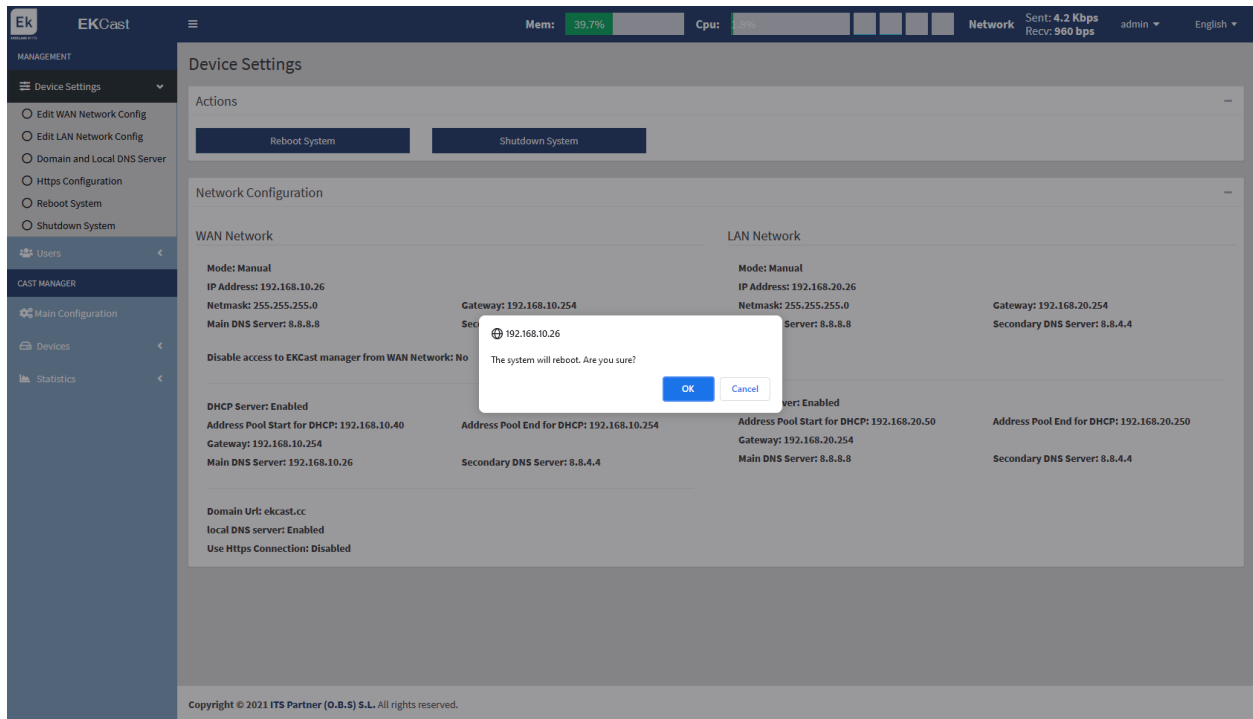 Ek
EKCast
Mem: 39.7%
Cpu: 1.8%
Network
Sent: 4.2 Kbps
Recv: 960 bps
admin
English
MANAGEMENT
Device Settings
Edit WAN Network Config
Edit LAN Network Config
Domain and Local DNS Server
Https Configuration
Reboot System
Shutdown System
Users
CAST MANAGER
Main Configuration
Devices
Statistics
Device Settings
Actions
Reboot System
Shutdown System
Network Configuration
WAN Network
Mode: Manual
IP Address: 192.168.10.26
Netmask: 255.255.255.0
Gateway: 192.168.10.254
Main DNS Server: 8.8.8.8
Disable access to EKCast manager from WAN Network: No
DHCP Server: Enabled
Address Pool Start for DHCP: 192.168.10.40
Address Pool End for DHCP: 192.168.10.254
Gateway: 192.168.10.254
Main DNS Server: 192.168.10.26
Secondary DNS Server: 8.8.4.4
Domain Url: ekcast.cc
local DNS server: Enabled
Use Https Connection: Disabled
LAN Network
Mode: Manual
IP Address: 192.168.20.26
Netmask: 255.255.255.0
Gateway: 192.168.20.254
Server: 8.8.8.8
Secondary DNS Server: 8.8.4.4
Enabled
Address Pool Start for DHCP: 192.168.20.50
Address Pool End for DHCP: 192.168.20.250
Gateway: 192.168.20.254
Main DNS Server: 8.8.8.8
Secondary DNS Server: 8.8.4.4
192.168.10.26
The system will reboot. Are you sure?
OK
Cancel
Copyright © 2021 ITS Partner (O.B.S) S.L. All rights reserved.